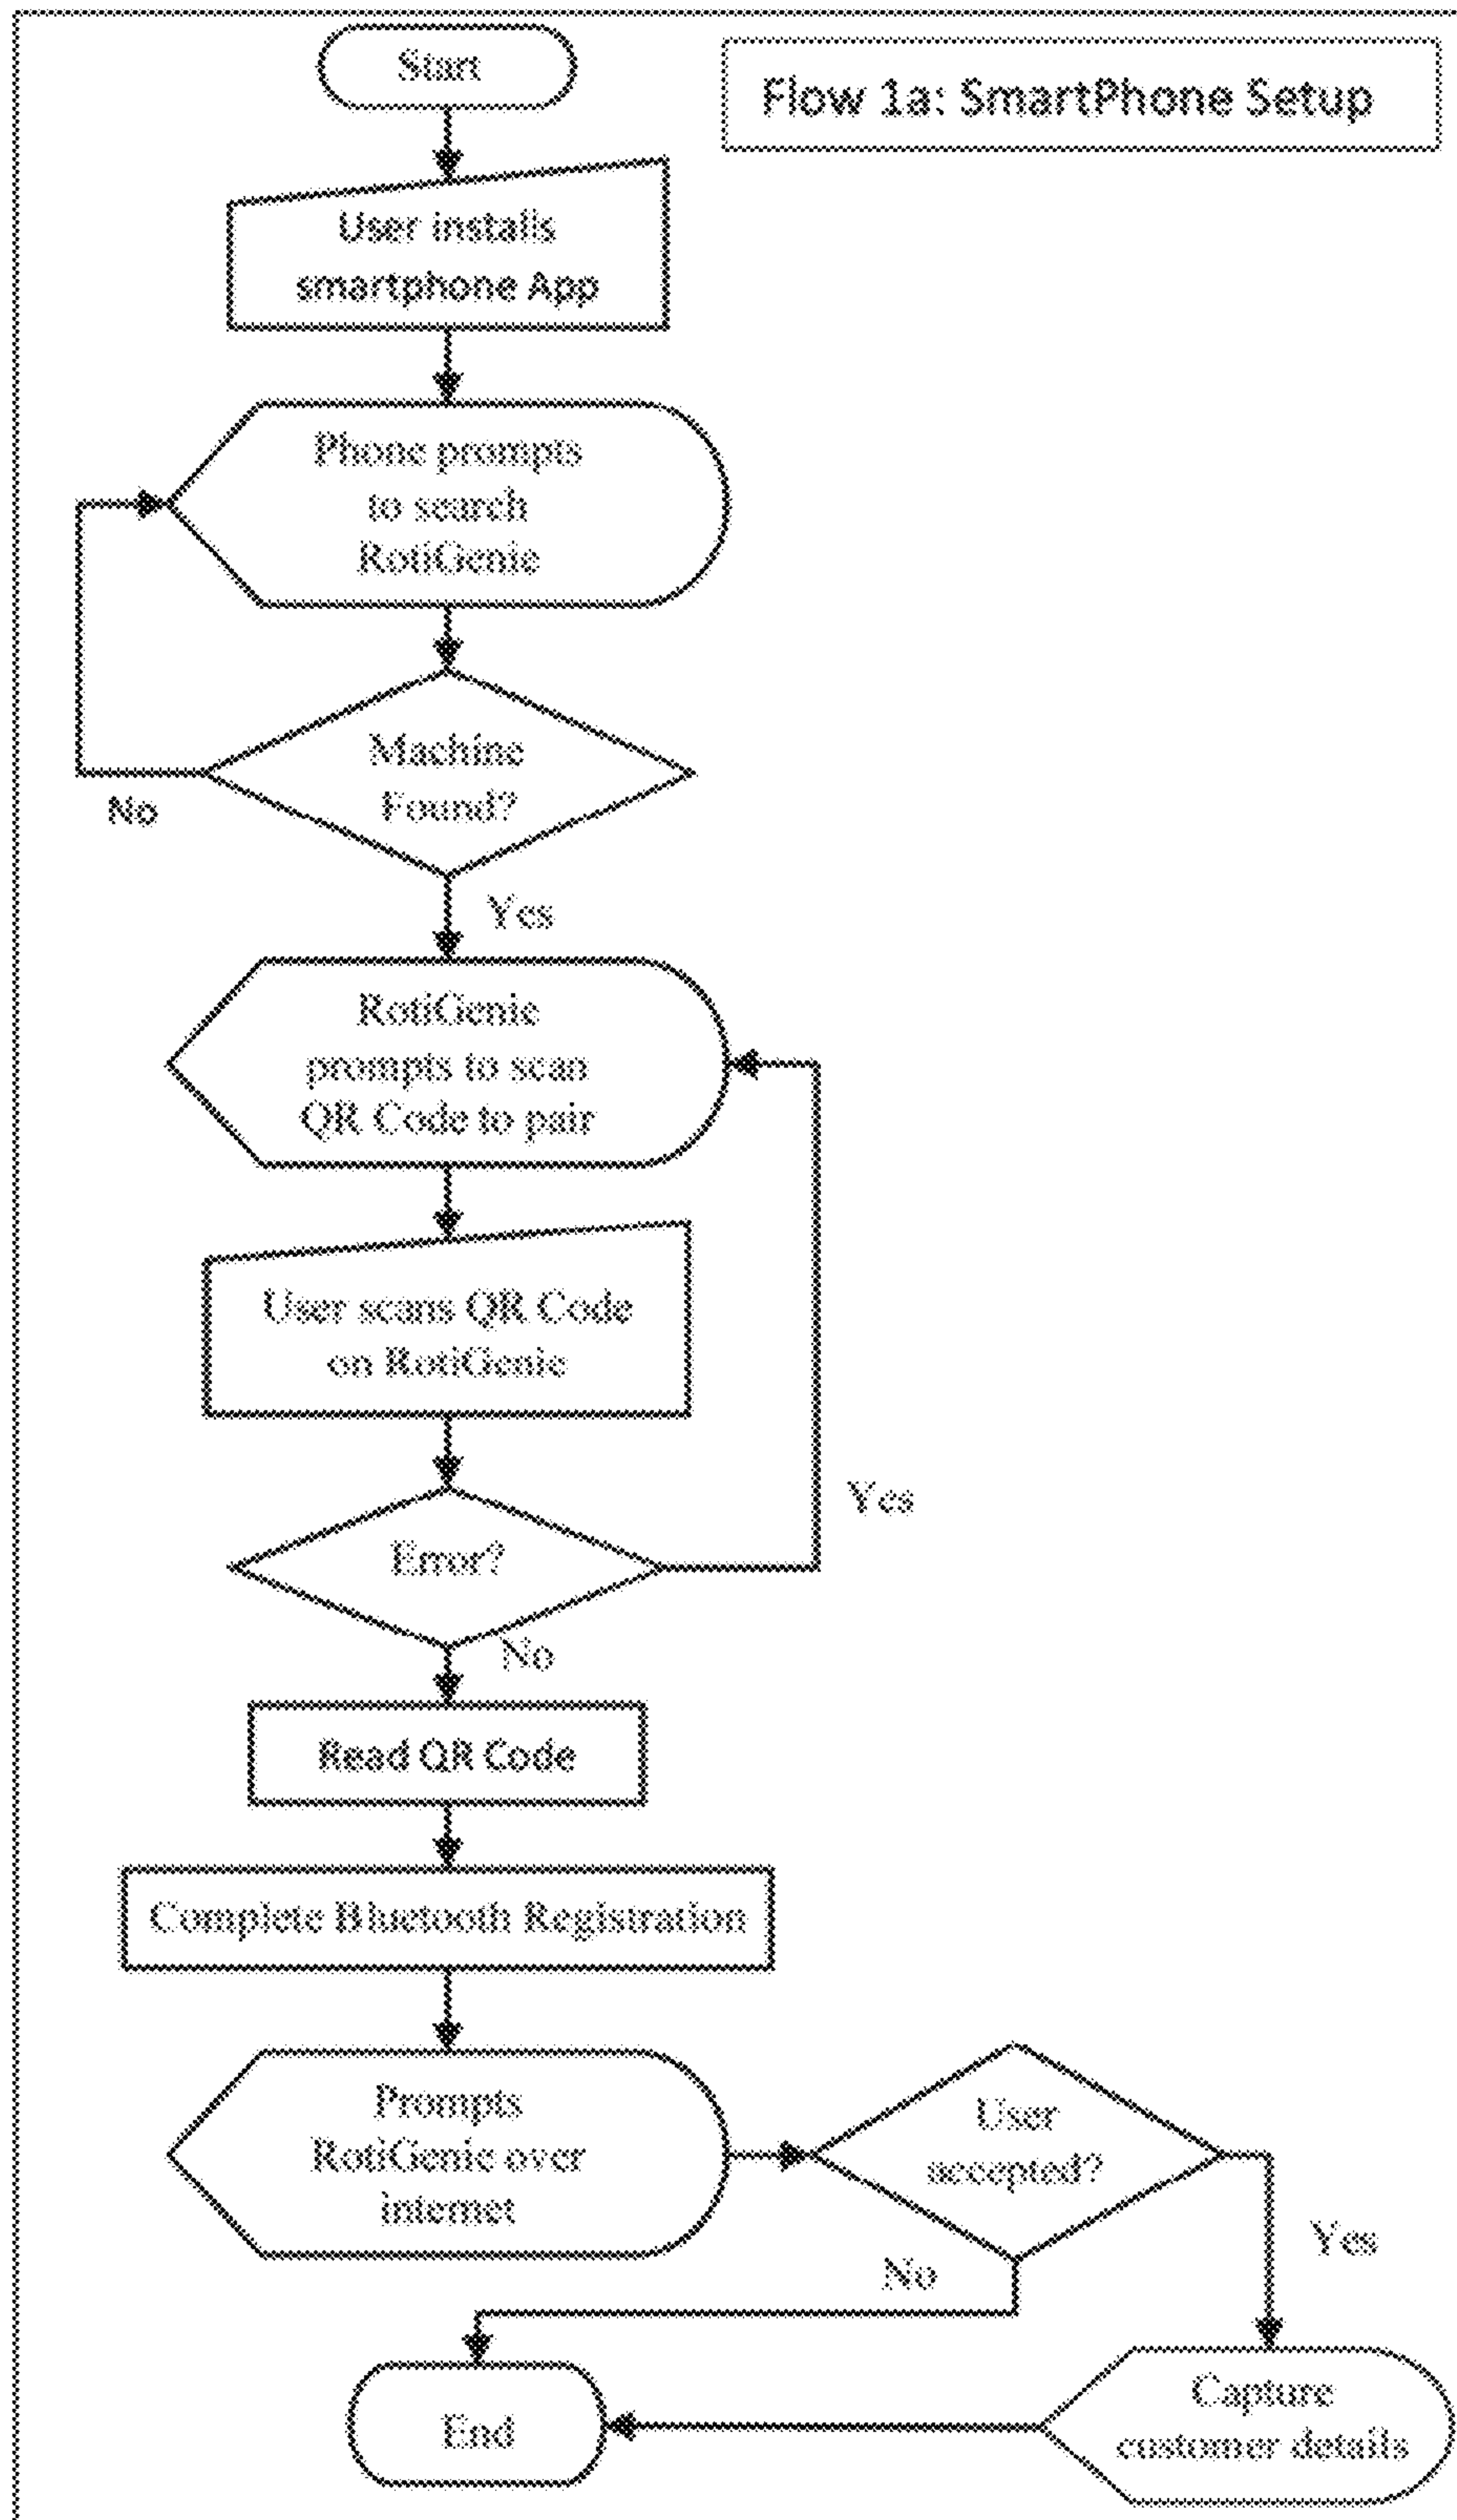 Start
Flow 1a: SmartPhone Setup
User installs
smartphone App
Phone prompts
to search
RotiGenie
Machine
Found?
No
Yes
RotiGenie
prompts to scan
QR Code to pair
User scans QR Code
on RotiGenie
Yes
Error?
No
Read QR Code
Complete Bluetooth Registration
Prompts
RotiGenie over
internet
User
accepted?
Yes
No
Capture
customer details
End